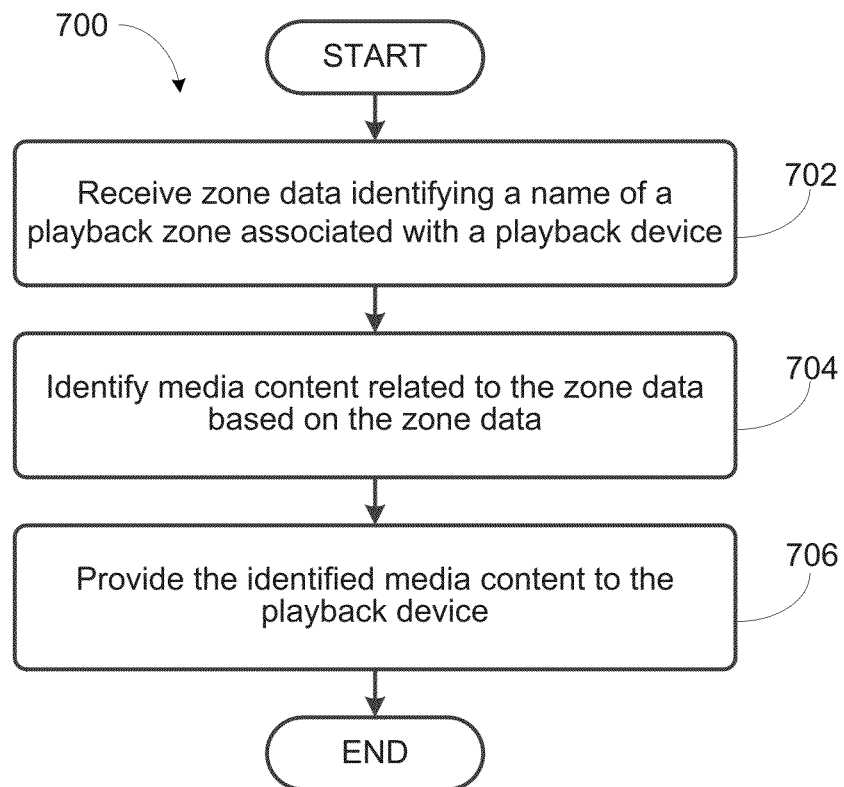 700
START
Receive zone data identifying a name of a
playback zone associated with a playback device
702
Identify media content related to the zone data
based on the zone data
704
Provide the identified media content to the
playback device
706
END